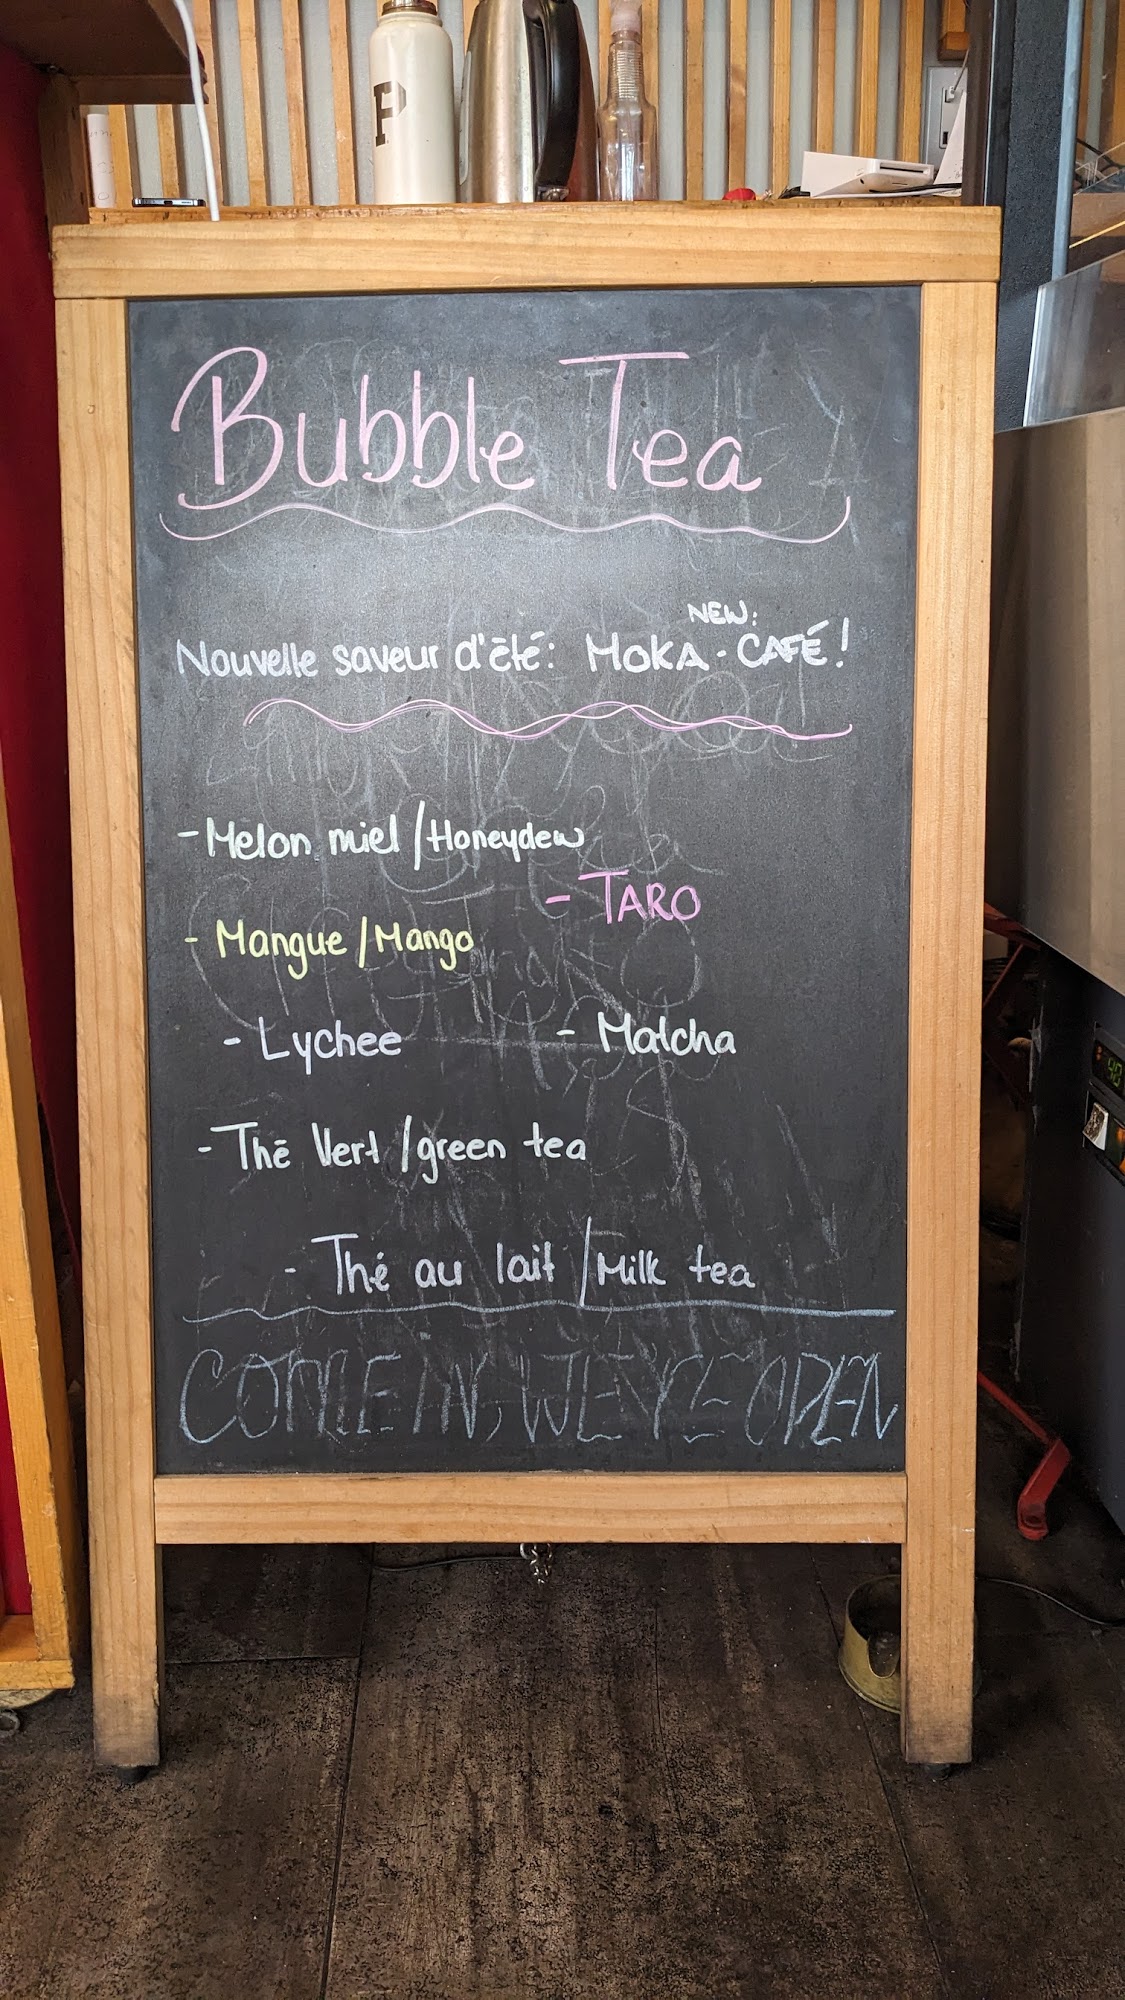 P
Bubble Tea
NEW:
Nouvelle saveur d'été: MOKA-CAFÉ!
- Melon miel/Honeydew
- TARO
- Mangue/Mango
- Lychee - Matcha
- Thé Vert/green tea
- Thé au lait/Milk tea
COME IN, WE'RE OPEN